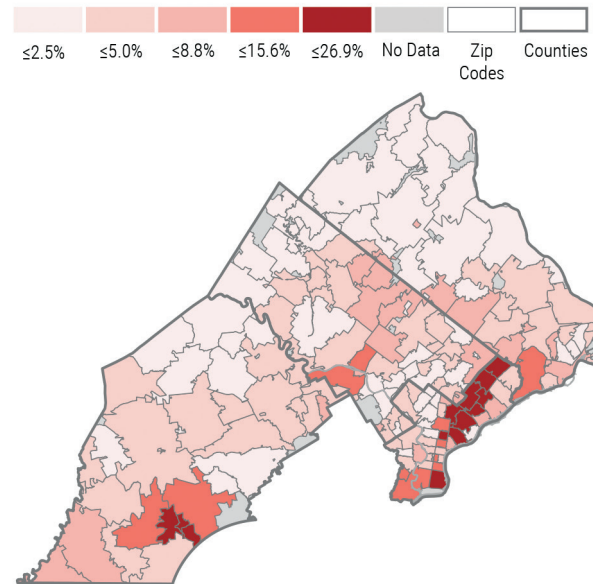 ≤2.5% ≤5.0% ≤8.8% ≤15.6% ≤26.9% No Data Zip Counties
Codes